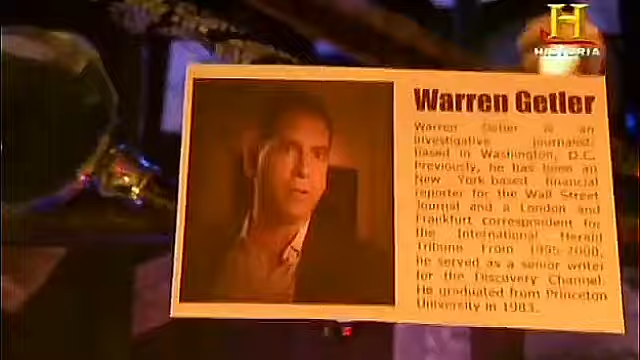 H
HISTORIA
Warren Getler
Warren Getler is an
investigative journalist
based in Washington, D.C.
Previously, he has been an
New York-based financial
reporter for the Wall Street
Journal and a London and
Frankfurt correspondent for
the International Herald
Tribune. From 1995-2000,
he served as a senior writer
for the Discovery Channel.
He graduated from Princeton
University in 1983.